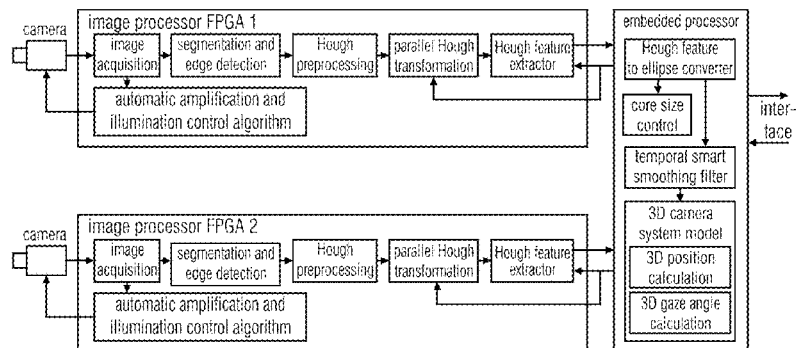 image processor FPGA 1
camera
image
acquisition
segmentation and
edge detection
Hough
preprocessing
parallel Hough
transformation
Hough feature
extractor
automatic amplification and
illumination control algorithm
image processor FPGA 2
camera
image
acquisition
segmentation and
edge detection
Hough
preprocessing
parallel Hough
transformation
Hough feature
extractor
automatic amplification and
illumination control algorithm
embedded processor
Hough feature
to ellipse converter
core size
control
temporal smart
smoothing filter
3D camera
system model
3D position
calculation
3D gaze angle
calculation
inter-
face